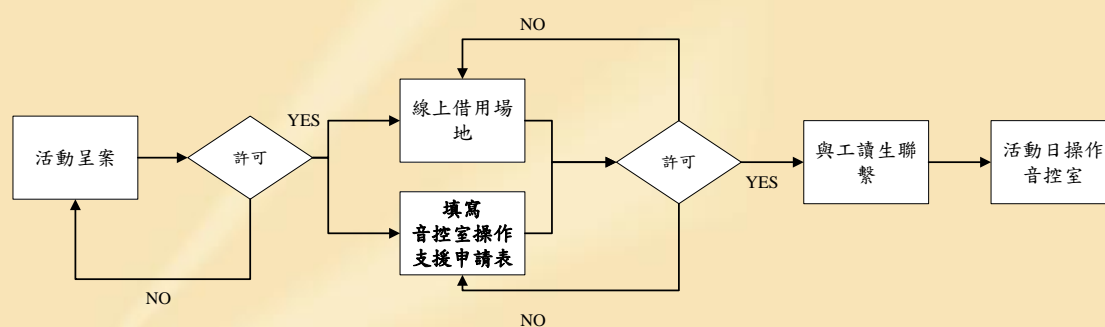 NO
YES
線上借用場
地
活動呈案
許可
許可
YES
與工讀生聯
繫
活動日操作
音控室
填寫
音控室操作
支援申請表
NO
NO